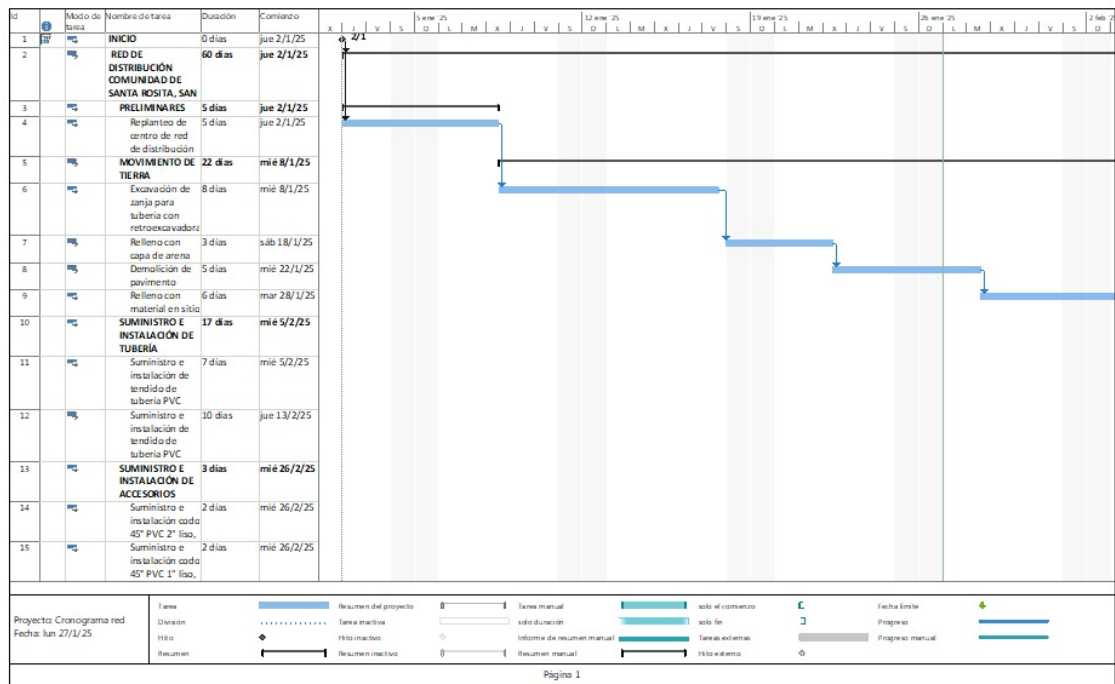 Id
Modo de
tarea
Nombre de tarea
Duración
Comienzo
5 ene '25
12 ene '25
19 ene '25
26 ene '25
2 feb '25
X J V S D L M X J V S D L M X J V S D L M X J V S D L M X J V S D
1 INICIO 0 días jue 2/1/25
2/1
2 RED DE 60 días jue 2/1/25
DISTRIBUCIÓN
COMUNIDAD DE
SANTA ROSITA, SAN
3 PRELIMINARES 5 días jue 2/1/25
4 Replanteo de 5 días jue 2/1/25
centro de red
de distribución
5 MOVIMIENTO DE 22 días mié 8/1/25
TIERRA
6 Excavación de 8 días mié 8/1/25
zanja para
tubería con
retroexcavadora
7 Relleno con 3 días sáb 18/1/25
capa de arena
8 Demolición de 5 días mié 22/1/25
pavimento
9 Relleno con 6 días mar 28/1/25
material en sitio
10 SUMINISTRO E 17 días mié 5/2/25
INSTALACIÓN DE
TUBERÍA
11 Suministro e 7 días mié 5/2/25
instalación de
tendido de
tubería PVC
12 Suministro e 10 días jue 13/2/25
instalación de
tendido de
tubería PVC
13 SUMINISTRO E 3 días mié 26/2/25
INSTALACIÓN DE
ACCESORIOS
14 Suministro e 2 días mié 26/2/25
instalación codo
45° PVC 2" liso,
15 Suministro e 2 días mié 26/2/25
instalación codo
45° PVC 1" liso,
Proyecto: Cronograma red
Fecha: lun 27/1/25
Tarea
División
Hito
Resumen
Resumen del proyecto
Tarea inactiva
Hito inactivo
Resumen inactivo
Tarea manual
solo duración
Informe de resumen manual
Resumen manual
solo el comienzo
solo fin
Tareas externas
Hito externo
Fecha límite
Progreso
Progreso manual
Página 1